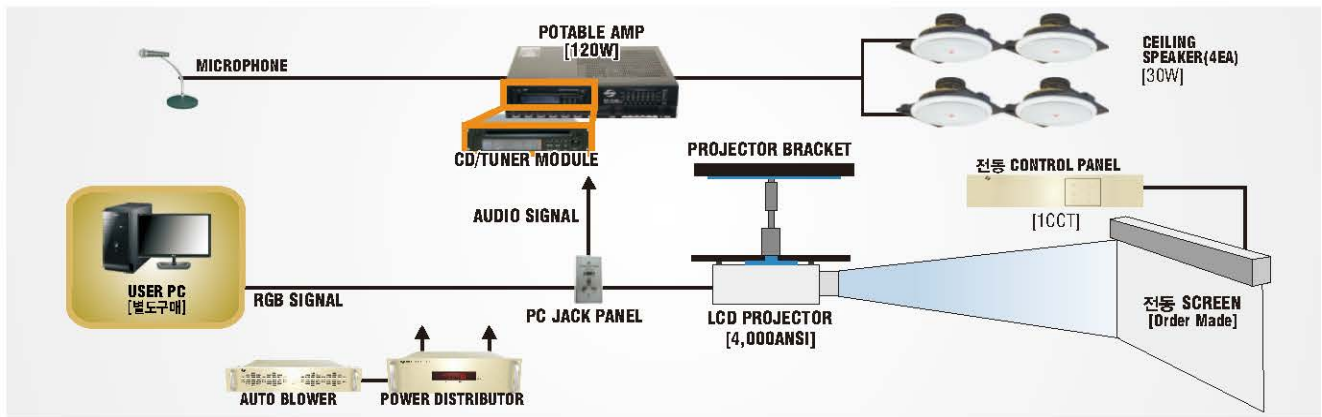 POTABLE AMP
[120W]
MICROPHONE
CEILING
SPEAKER(4EA)
[30W]
CD/TUNER MODULE
PROJECTOR BRACKET
전동 CONTROL PANEL
[1CCT]
AUDIO SIGNAL
USER PC
[별도구매]
RGB SIGNAL
PC JACK PANEL
LCD PROJECTOR
[4,000ANSI]
전동 SCREEN
[Order Made]
AUTO BLOWER
POWER DISTRIBUTOR